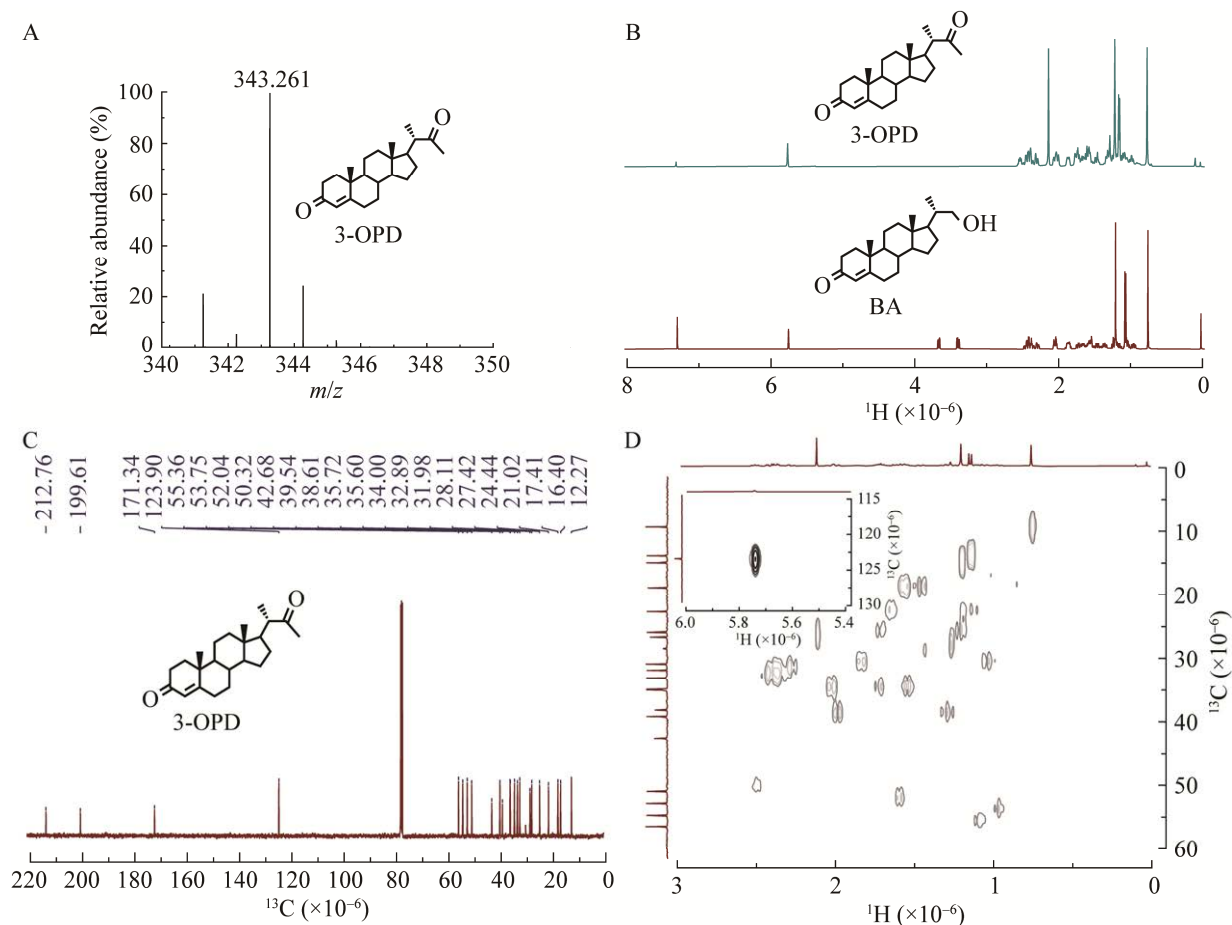 A
343.261
100
80
60
40
20
0
Relative abundance (%)
O
O
3-OPD
340 342 344 346 348 350
m/z
B
O
O
3-OPD
OH
O
BA
8 6 4 2 0
¹H (×10⁻⁶)
C
- 212.76
- 199.61
171.34
123.90
55.36
53.75
52.04
50.32
42.68
39.54
38.61
35.72
35.60
34.00
32.89
31.98
28.11
27.42
24.44
21.02
17.41
16.40
12.27
O
O
3-OPD
220 200 180 160 140 120 100 80 60 40 20 0
¹³C (×10⁻⁶)
D
0
10
20
30
40
50
60
¹³C (×10⁻⁶)
115
120
125
130
¹³C (×10⁻⁶)
6.0 5.8 5.6 5.4
¹H (×10⁻⁶)
3 2 1 0
¹H (×10⁻⁶)